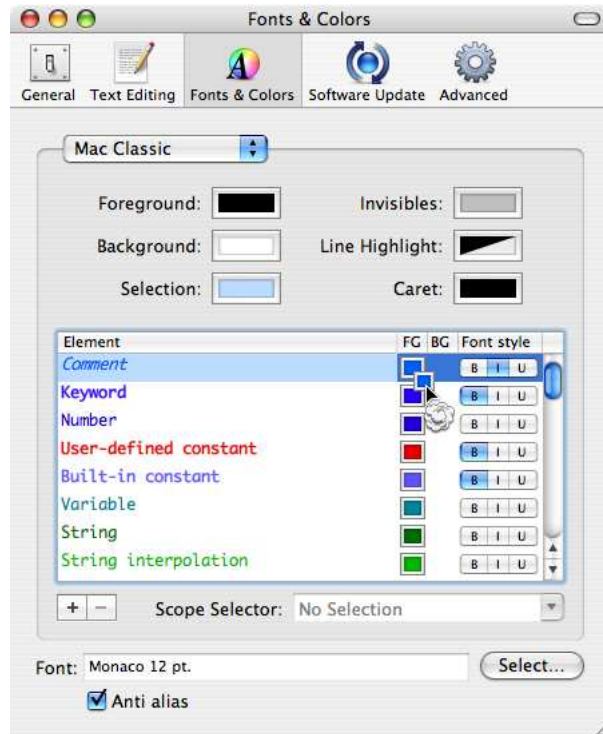 Fonts & Colors
General Text Editing Fonts & Colors Software Update Advanced
Mac Classic
Foreground: Invisibles:
Background: Line Highlight:
Selection: Caret:
Element FG BG Font style
Comment B I U
Keyword B I U
Number B I U
User-defined constant B I U
Built-in constant B I U
Variable B I U
String B I U
String interpolation B I U
+ − Scope Selector: No Selection
Font: Monaco 12 pt. Select...
Anti alias